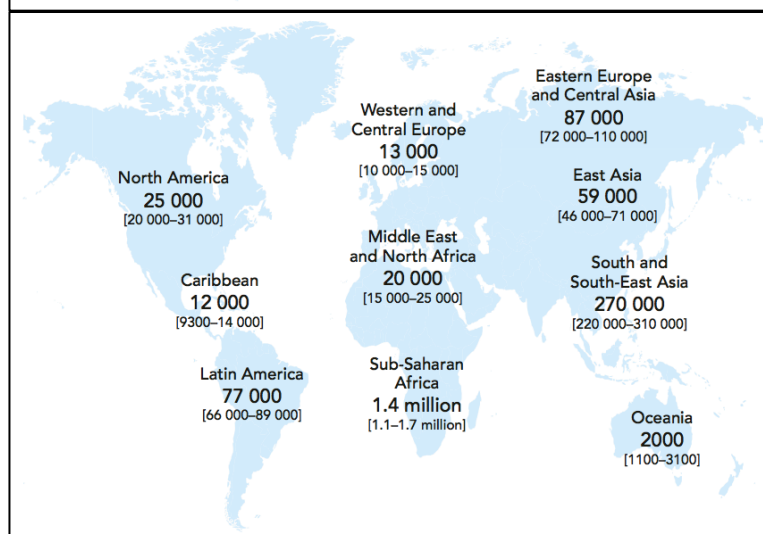 Eastern Europe
and Central Asia
87 000
[72 000–110 000]
Western and
Central Europe
13 000
[10 000–15 000]
North America
25 000
[20 000–31 000]
East Asia
59 000
[46 000–71 000]
Middle East
and North Africa
20 000
[15 000–25 000]
South and
South-East Asia
270 000
[220 000–310 000]
Caribbean
12 000
[9300–14 000]
Latin America
77 000
[66 000–89 000]
Sub-Saharan
Africa
1.4 million
[1.1–1.7 million]
Oceania
2000
[1100–3100]